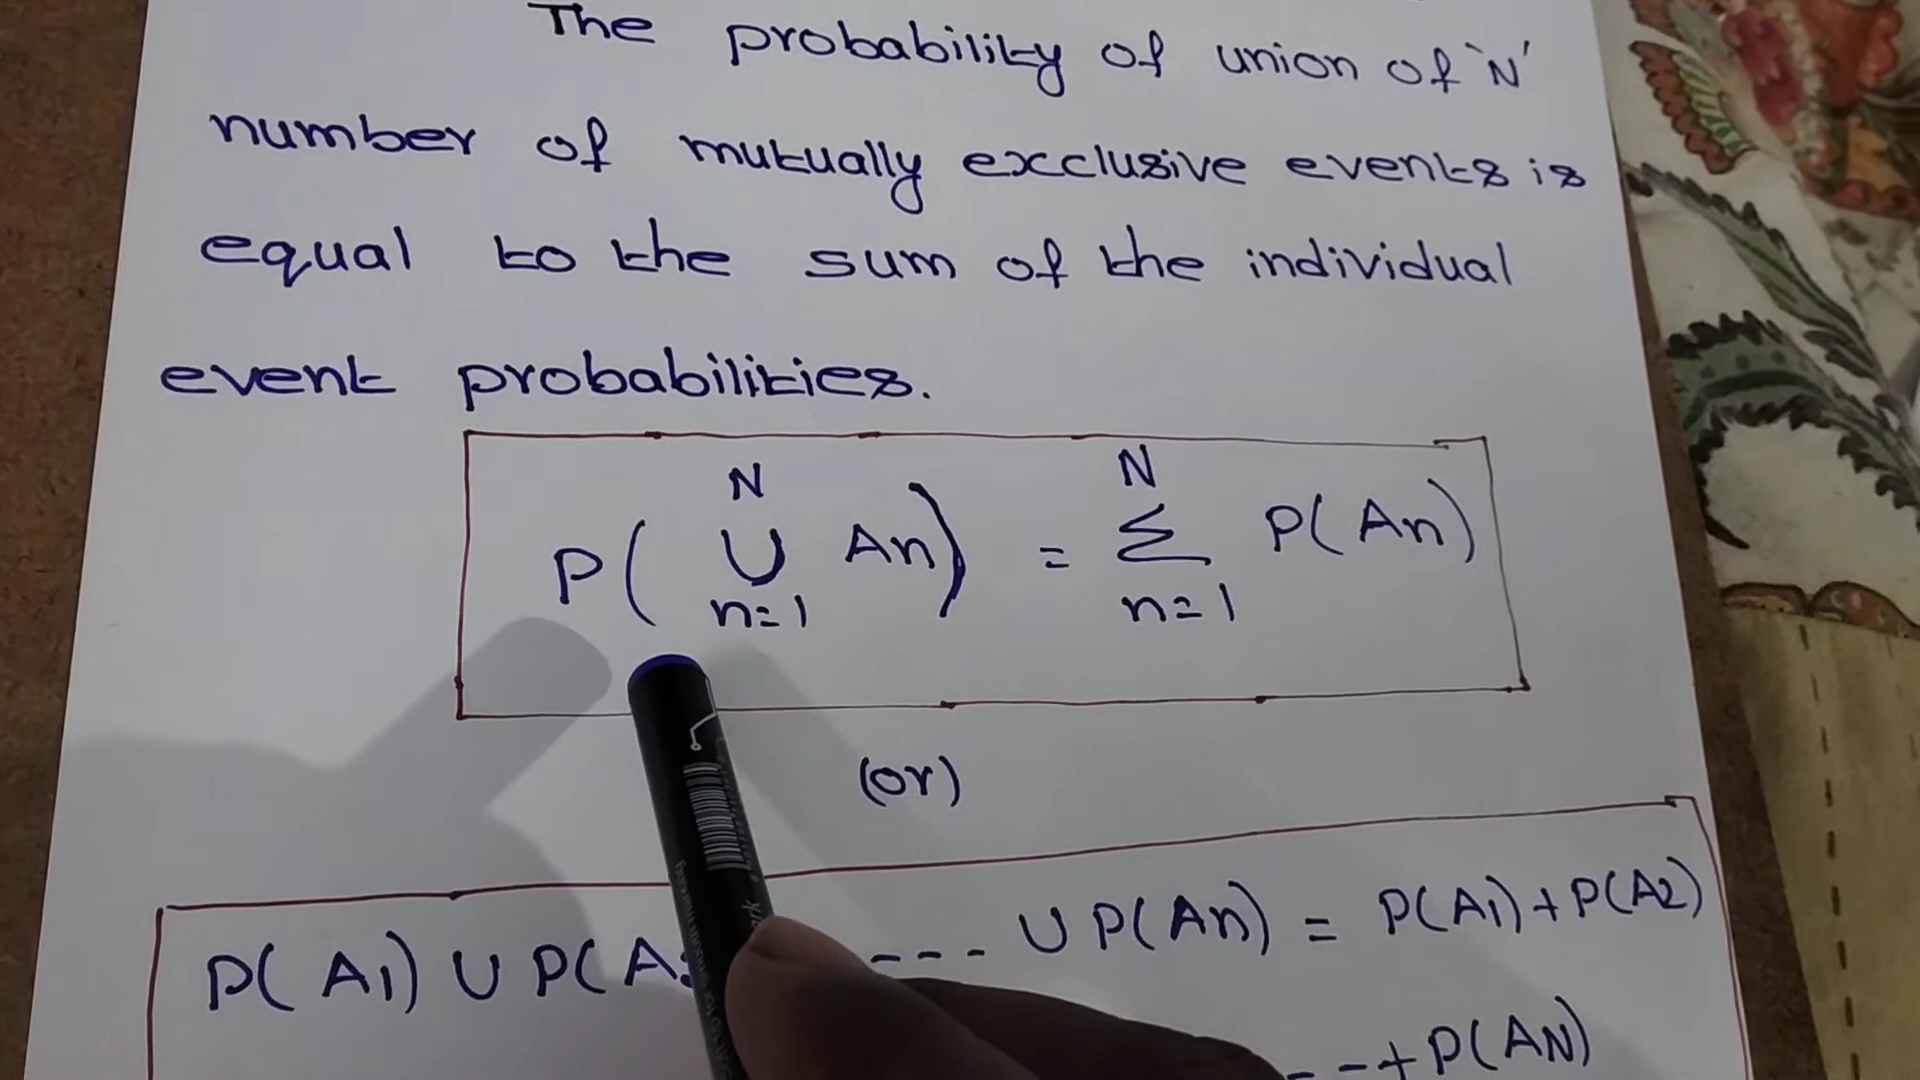 The probability of union of 'N'
number of mutually exclusive events is
equal to the sum of the individual
event probabilities.
N
P( ∪ An) = N Σ P(An)
n=1 n=1
(or)
P(A1) ∪ P(A ---- ∪ P(An) = P(A1)+P(A2)
--+P(AN)